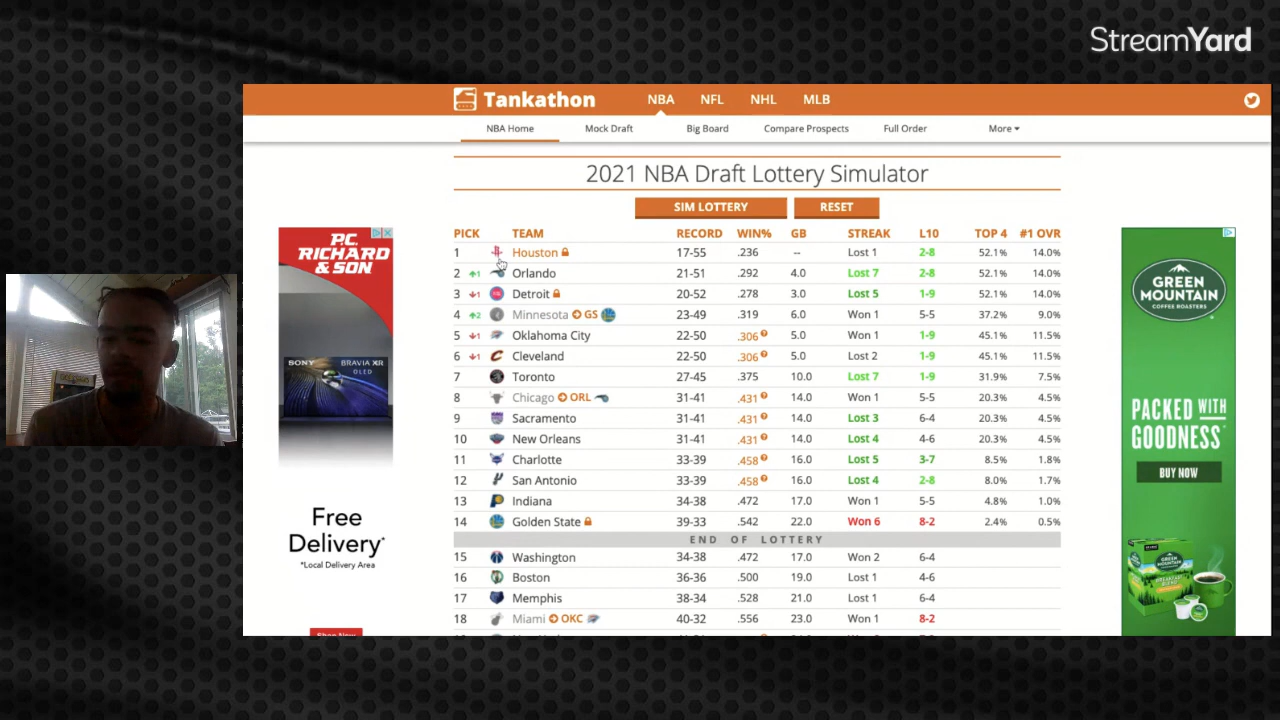 StreamYard
Tankathon
NBA NFL NHL MLB
NBA Home Mock Draft Big Board Compare Prospects Full Order More
2021 NBA Draft Lottery Simulator
SIM LOTTERY RESET
PICK TEAM RECORD WIN% GB STREAK L10 TOP 4 #1 OVR
1 Houston 17-55 .236 -- Lost 1 2-8 52.1% 14.0%
2 1 Orlando 21-51 .292 4.0 Lost 7 2-8 52.1% 14.0%
3 1 Detroit 20-52 .278 3.0 Lost 5 1-9 52.1% 14.0%
4 2 Minnesota GS 23-49 .319 6.0 Won 1 5-5 37.2% 9.0%
5 1 Oklahoma City 22-50 .306 5.0 Won 1 1-9 45.1% 11.5%
6 1 Cleveland 22-50 .306 5.0 Lost 2 1-9 45.1% 11.5%
7 Toronto 27-45 .375 10.0 Lost 7 1-9 31.9% 7.5%
8 Chicago ORL 31-41 .431 14.0 Won 1 5-5 20.3% 4.5%
9 Sacramento 31-41 .431 14.0 Lost 3 6-4 20.3% 4.5%
10 New Orleans 31-41 .431 14.0 Lost 4 4-6 20.3% 4.5%
11 Charlotte 33-39 .458 16.0 Lost 5 3-7 8.5% 1.8%
12 San Antonio 33-39 .458 16.0 Lost 4 2-8 8.0% 1.7%
13 Indiana 34-38 .472 17.0 Won 1 5-5 4.8% 1.0%
14 Golden State 39-33 .542 22.0 Won 6 8-2 2.4% 0.5%
END OF LOTTERY
15 Washington 34-38 .472 17.0 Won 2 6-4
16 Boston 36-36 .500 19.0 Lost 1 4-6
17 Memphis 38-34 .528 21.0 Lost 1 6-4
18 Miami OKC 40-32 .556 23.0 Won 1 8-2
P.C.
RICHARD
& SON
SONY BRAVIA XR
OLED
Free
Delivery*
*Local Delivery Area
Shop Now
GREEN
MOUNTAIN
COFFEE ROASTERS
PACKED WITH
GOODNESS
BUY NOW